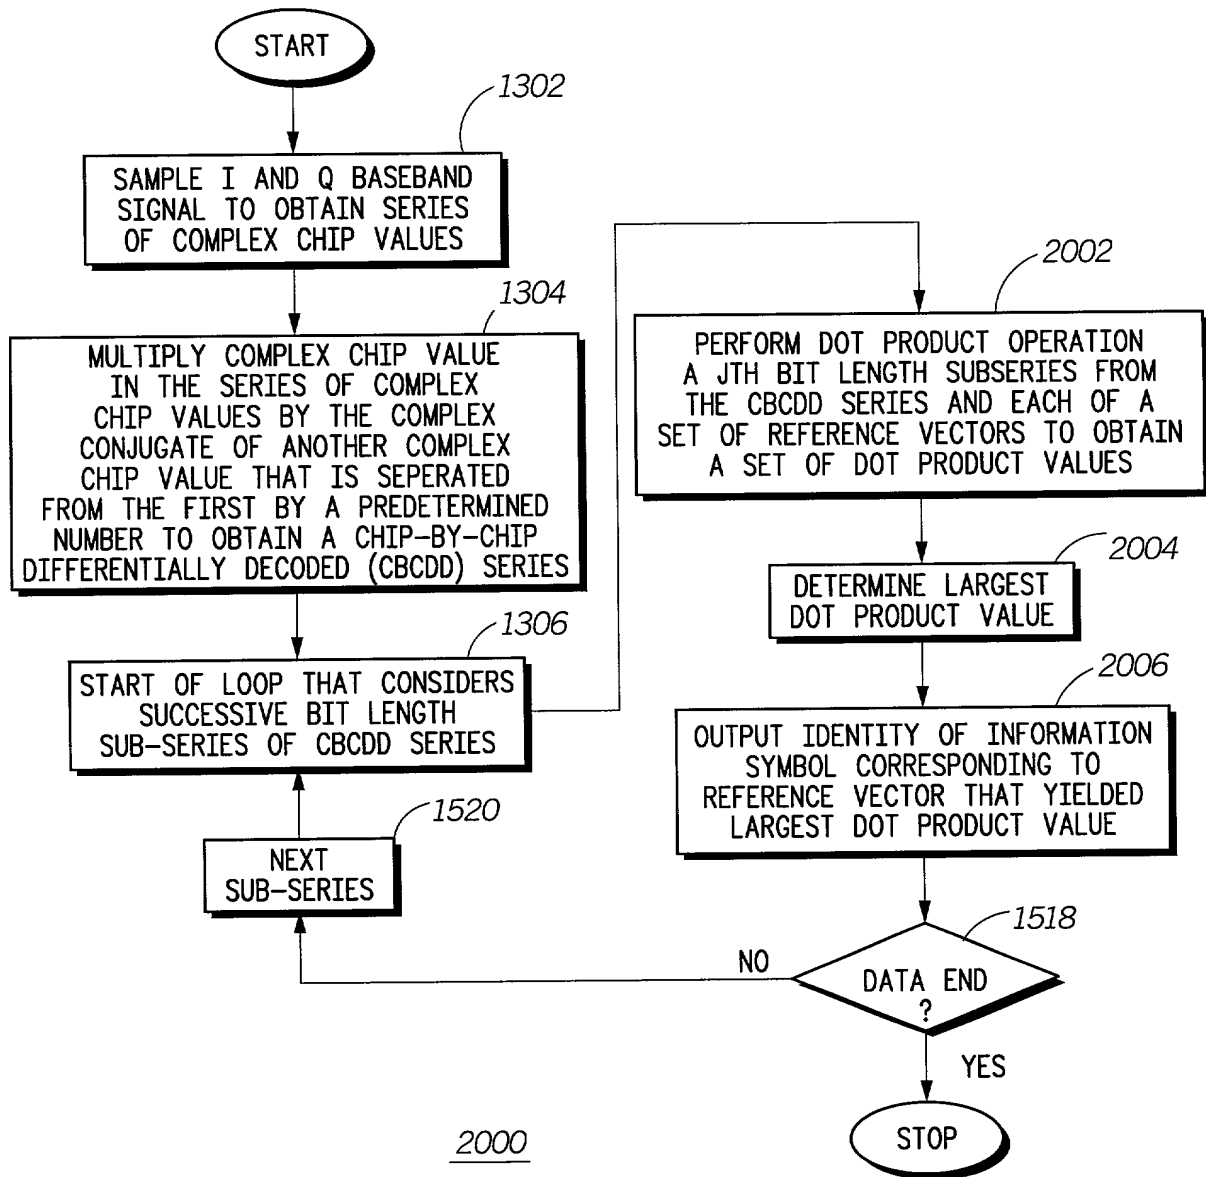 START
1302
SAMPLE I AND Q BASEBAND
SIGNAL TO OBTAIN SERIES
OF COMPLEX CHIP VALUES
1304
MULTIPLY COMPLEX CHIP VALUE
IN THE SERIES OF COMPLEX
CHIP VALUES BY THE COMPLEX
CONJUGATE OF ANOTHER COMPLEX
CHIP VALUE THAT IS SEPERATED
FROM THE FIRST BY A PREDETERMINED
NUMBER TO OBTAIN A CHIP-BY-CHIP
DIFFERENTIALLY DECODED (CBCDD) SERIES
1306
START OF LOOP THAT CONSIDERS
SUCCESSIVE BIT LENGTH
SUB-SERIES OF CBCDD SERIES
1520
NEXT
SUB-SERIES
2002
PERFORM DOT PRODUCT OPERATION
A JTH BIT LENGTH SUBSERIES FROM
THE CBCDD SERIES AND EACH OF A
SET OF REFERENCE VECTORS TO OBTAIN
A SET OF DOT PRODUCT VALUES
2004
DETERMINE LARGEST
DOT PRODUCT VALUE
2006
OUTPUT IDENTITY OF INFORMATION
SYMBOL CORRESPONDING TO
REFERENCE VECTOR THAT YIELDED
LARGEST DOT PRODUCT VALUE
1518
DATA END
?
NO
YES
STOP
2000